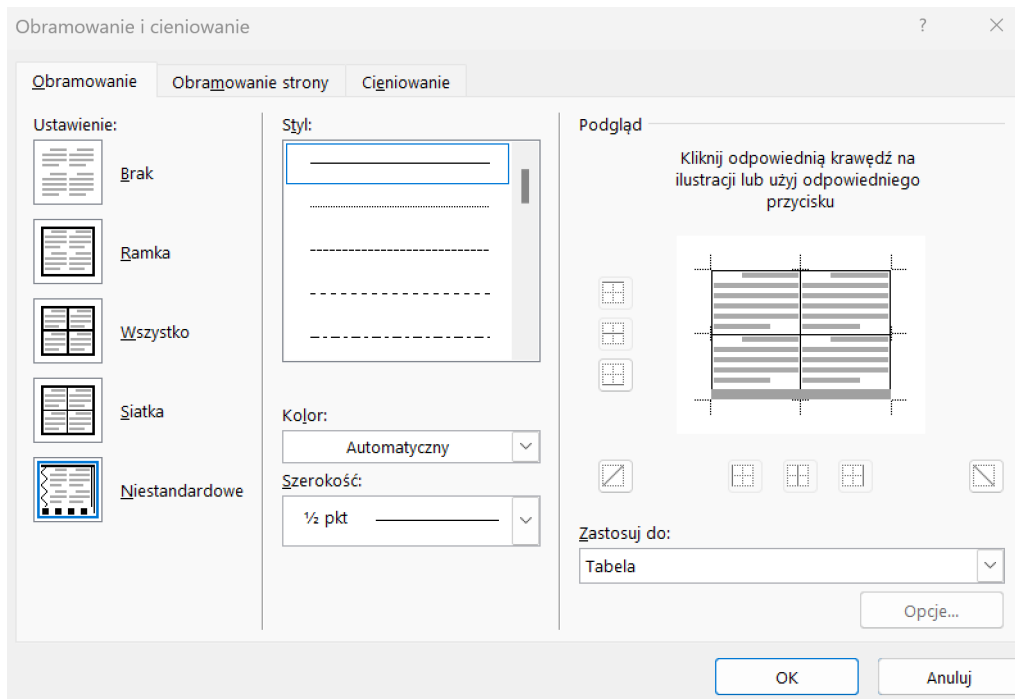 Obramowanie i cieniowanie
?
Obramowanie
Obramowanie strony
Cieniowanie
Ustawienie:
Brak
Ramka
Wszystko
Siatka
Niestandardowe
Styl:
Kolor:
Automatyczny
Szerokość:
½ pkt
Podgląd
Kliknij odpowiednią krawędź na
ilustracji lub użyj odpowiedniego
przycisku
Zastosuj do:
Tabela
Opcje...
OK
Anuluj